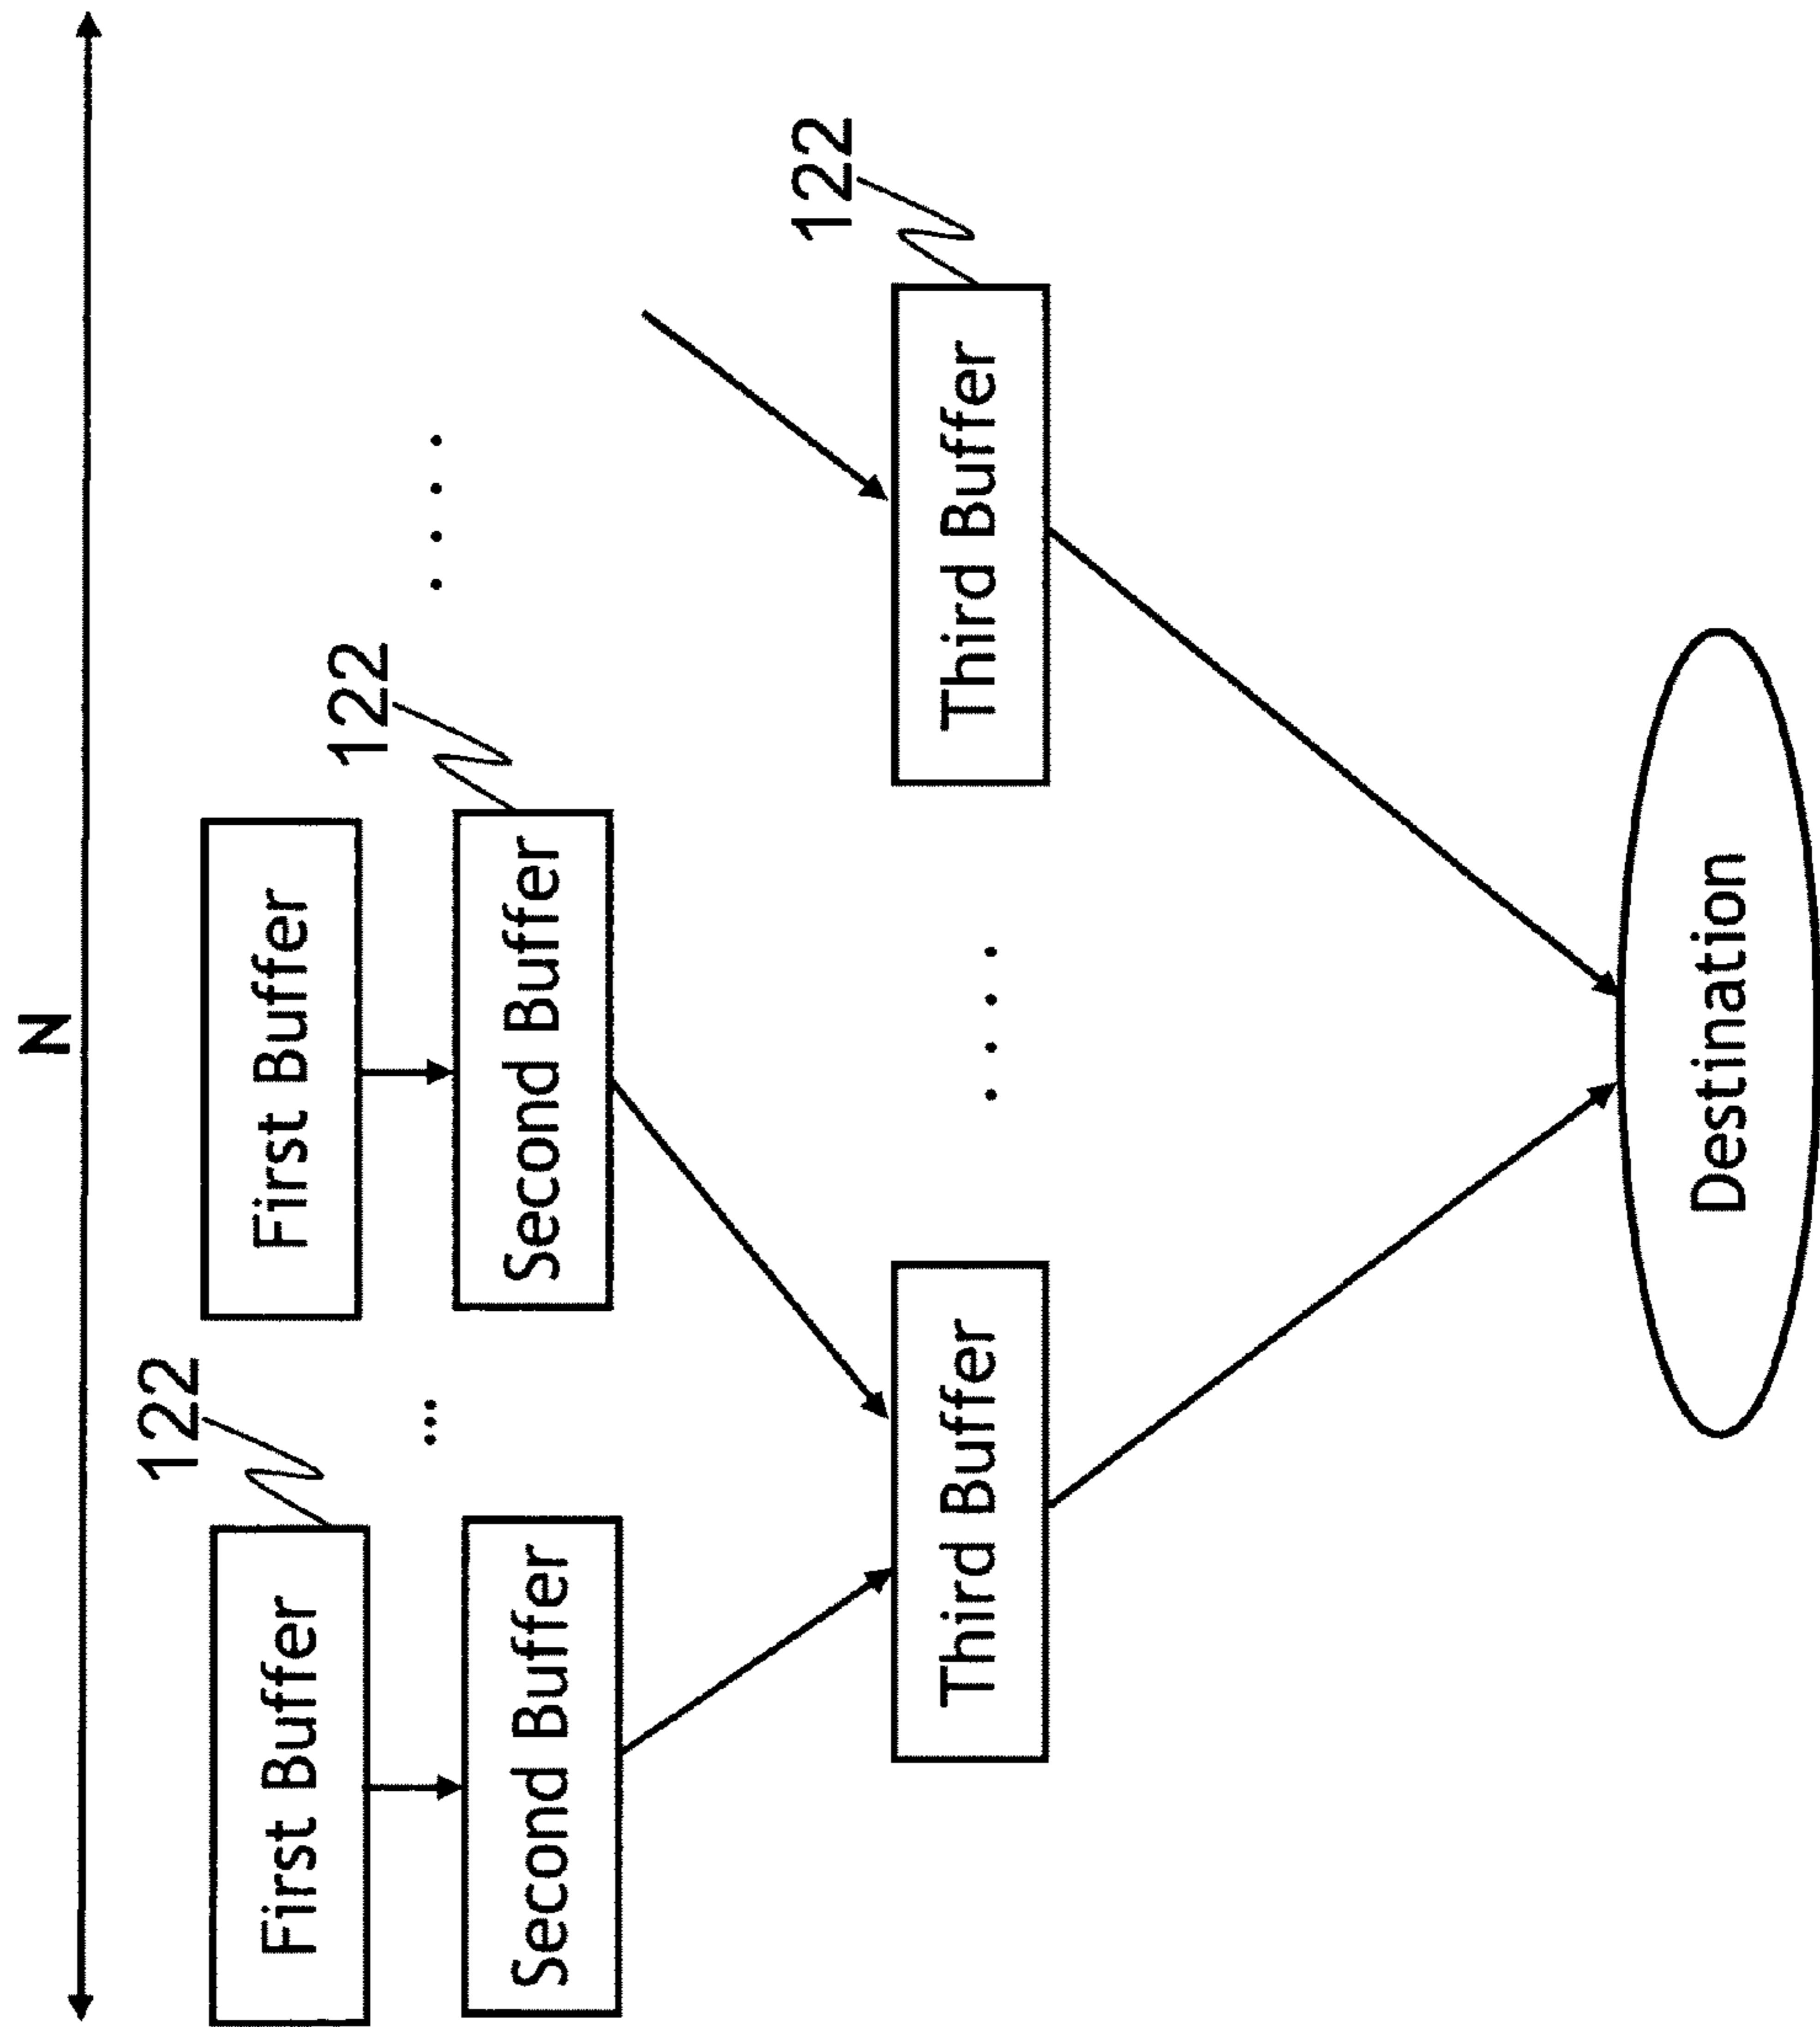 N
122
First Buffer
First Buffer
122
...
. . . .
Second Buffer
Second Buffer
122
Third Buffer
. . . .
Third Buffer
Destination